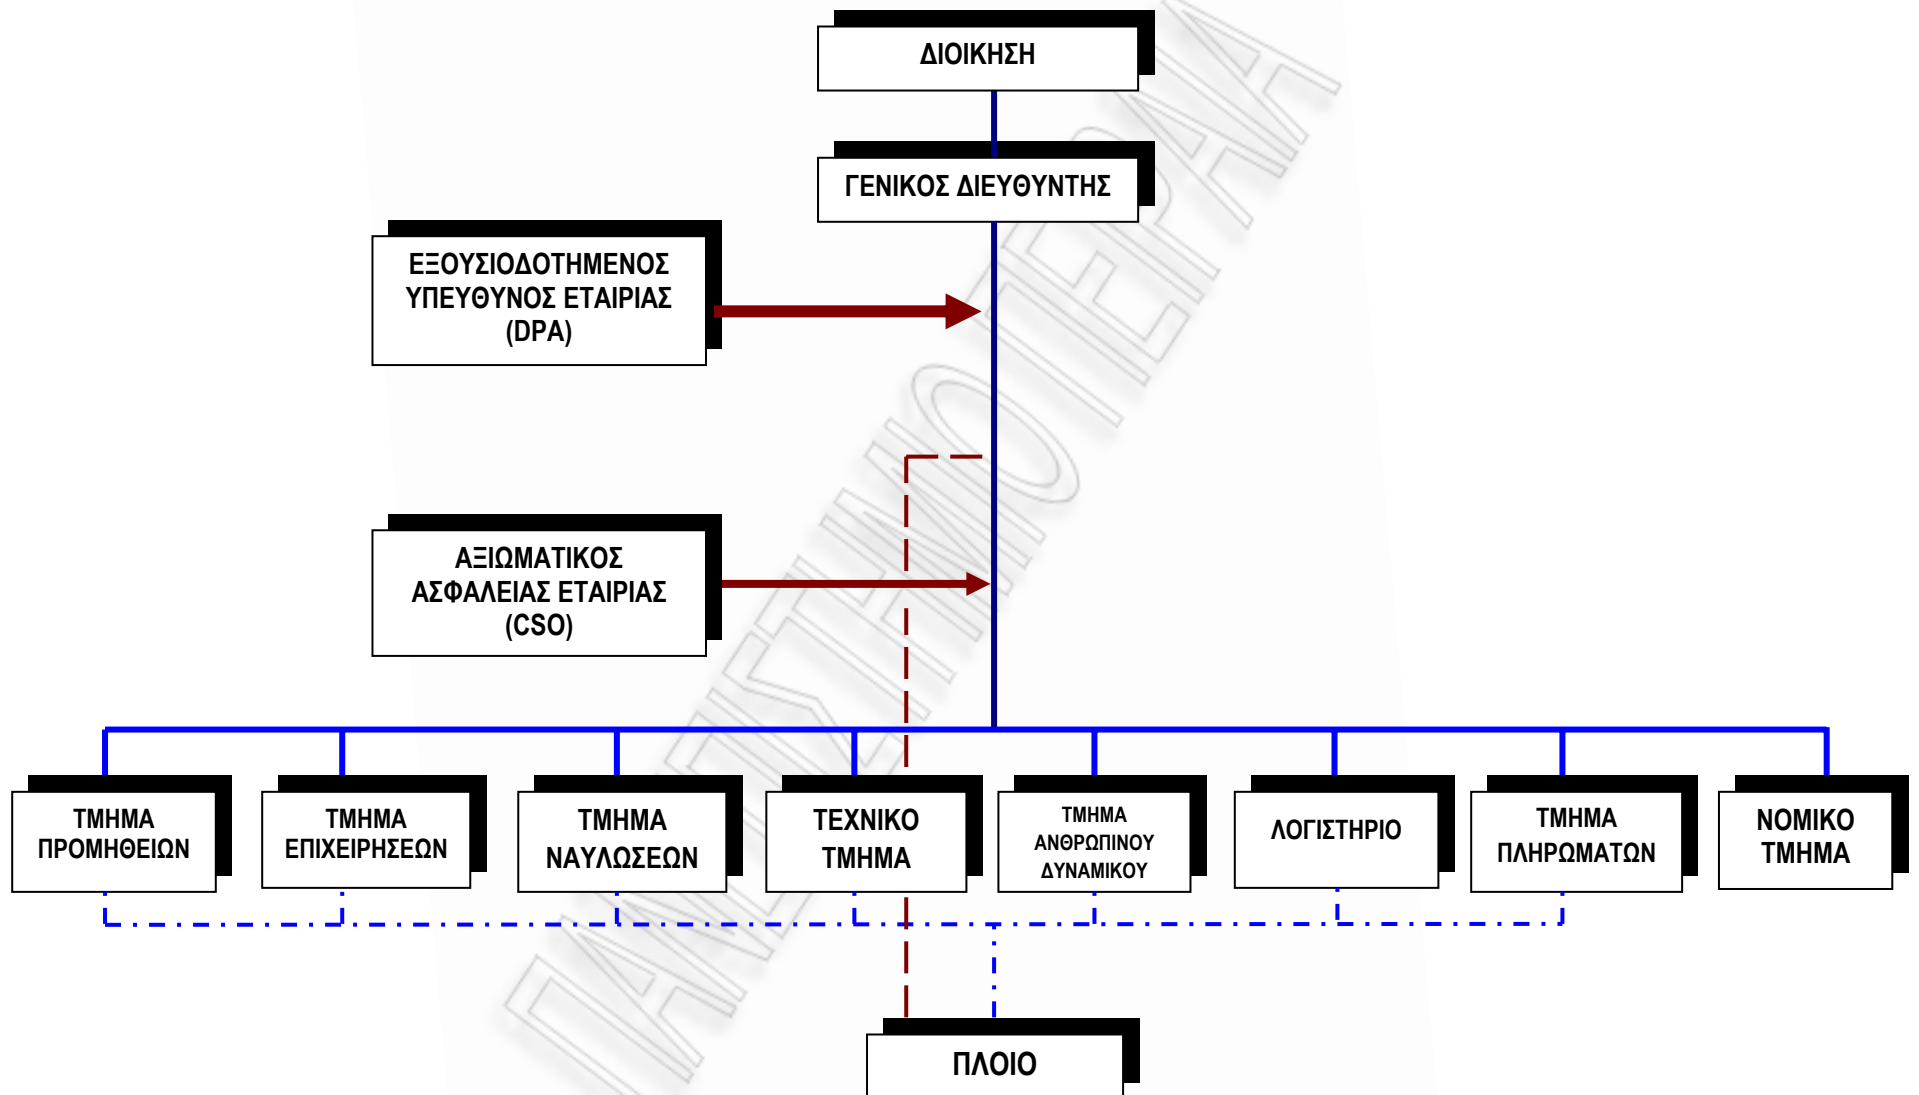 ΔΙΟΙΚΗΣΗ
ΓΕΝΙΚΟΣ ΔΙΕΥΘΥΝΤΗΣ
ΕΞΟΥΣΙΟΔΟΤΗΜΕΝΟΣ
ΥΠΕΥΘΥΝΟΣ ΕΤΑΙΡΙΑΣ
(DPA)
ΑΞΙΩΜΑΤΙΚΟΣ
ΑΣΦΑΛΕΙΑΣ ΕΤΑΙΡΙΑΣ
(CSO)
ΤΜΗΜΑ
ΠΡΟΜΗΘΕΙΩΝ
ΤΜΗΜΑ
ΕΠΙΧΕΙΡΗΣΕΩΝ
ΤΜΗΜΑ
ΝΑΥΛΩΣΕΩΝ
ΤΕΧΝΙΚΟ
ΤΜΗΜΑ
ΤΜΗΜΑ
ΑΝΘΡΩΠΙΝΟΥ
ΔΥΝΑΜΙΚΟΥ
ΛΟΓΙΣΤΗΡΙΟ
ΤΜΗΜΑ
ΠΛΗΡΩΜΑΤΩΝ
ΝΟΜΙΚΟ
ΤΜΗΜΑ
ΠΛΟΙΟ
ΠΑΝΕΠΙΣΤΗΜΙΟ ΠΕΙΡΑΙΑ